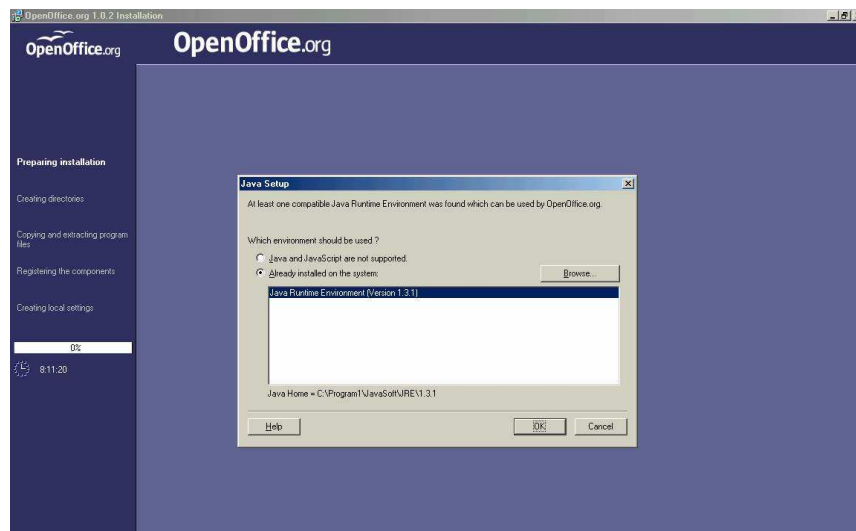 OpenOffice.org 1.0.2 Installation
OpenOffice.org
OpenOffice.org
Preparing installation
Creating directories
Copying and extracting program
files
Registering the components
Creating local settings
0%
8:11:20
Java Setup
At least one compatible Java Runtime Environment was found which can be used by OpenOffice.org.
Which environment should be used ?
Java and JavaScript are not supported.
Already installed on the system:
Browse...
Java Runtime Environment (Version 1.3.1)
Java Home = C:\Program1\JavaSoft\JRE\1.3.1
Help
OK
Cancel